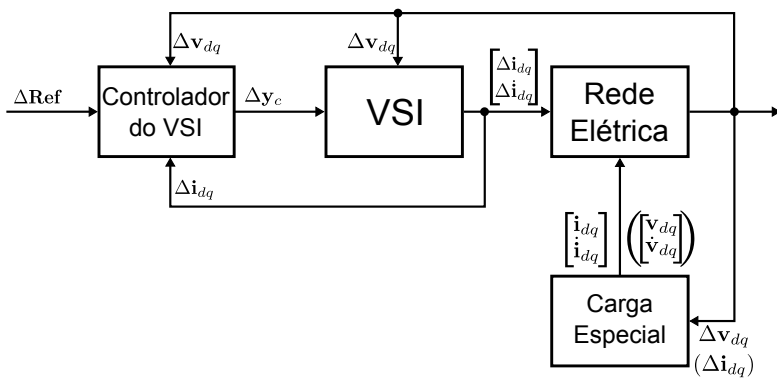 Δv_dq
Δv_dq
[Δi_dq
Δi̇_dq]
ΔRef
Controlador
do VSI
Δy_c
VSI
Rede
Elétrica
Δi_dq
[i_dq
i̇_dq]
([v_dq
v̇_dq])
Carga
Especial
Δv_dq
(Δi_dq)